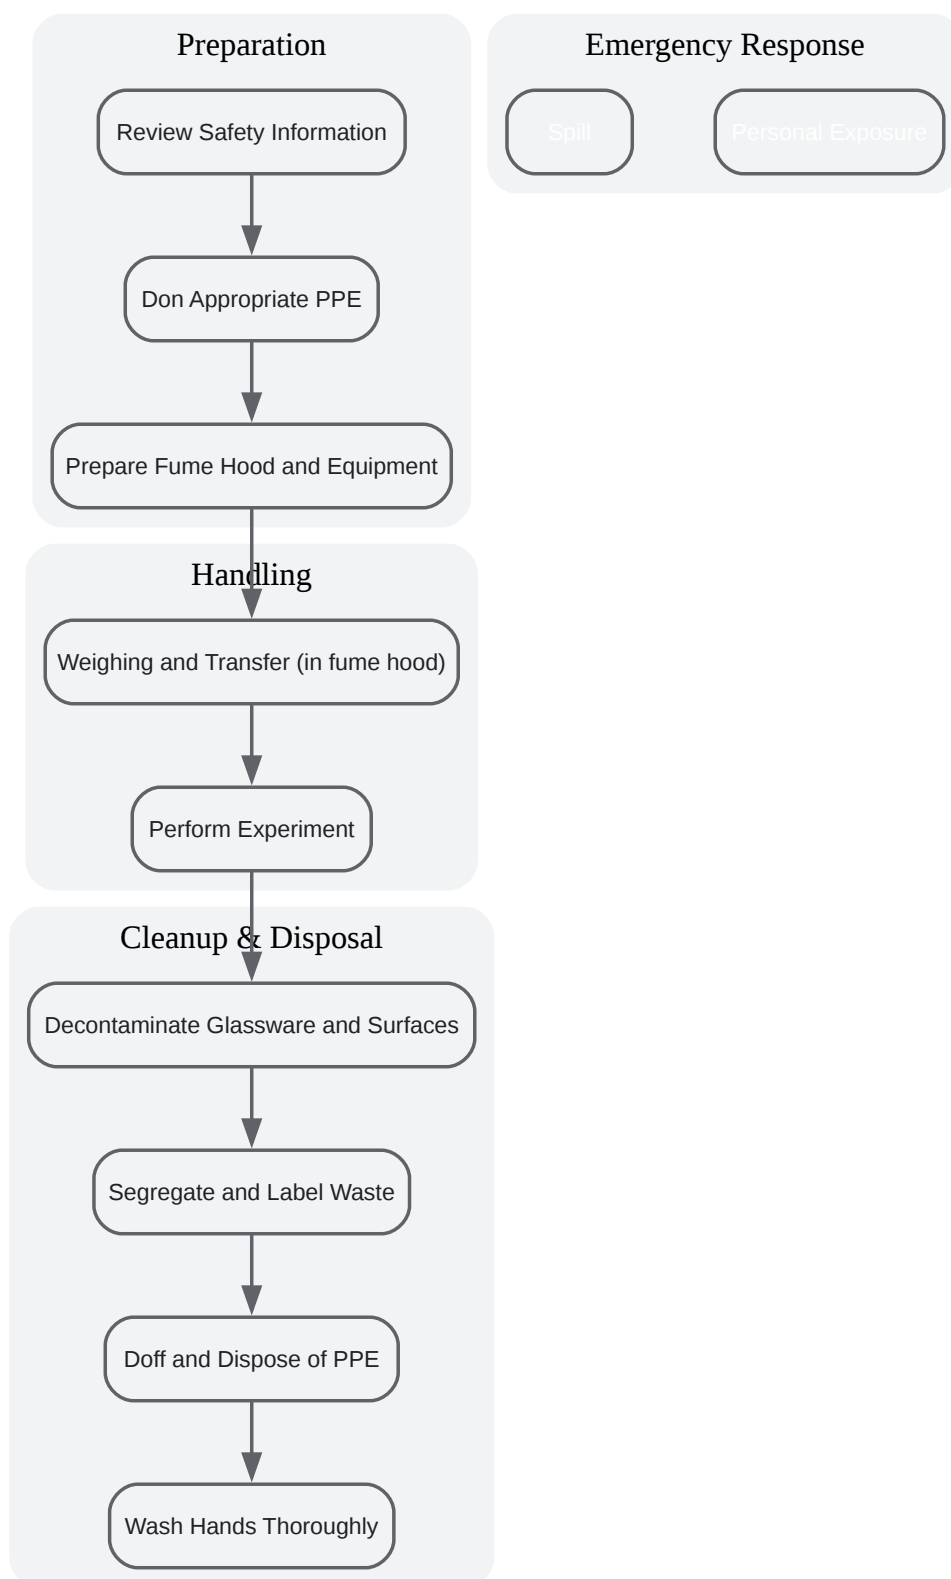 Preparation
Review Safety Information
Don Appropriate PPE
Prepare Fume Hood and Equipment
Handling
Weighing and Transfer (in fume hood)
Perform Experiment
Cleanup & Disposal
Decontaminate Glassware and Surfaces
Segregate and Label Waste
Doff and Dispose of PPE
Wash Hands Thoroughly
Emergency Response
Spill
Personal Exposure